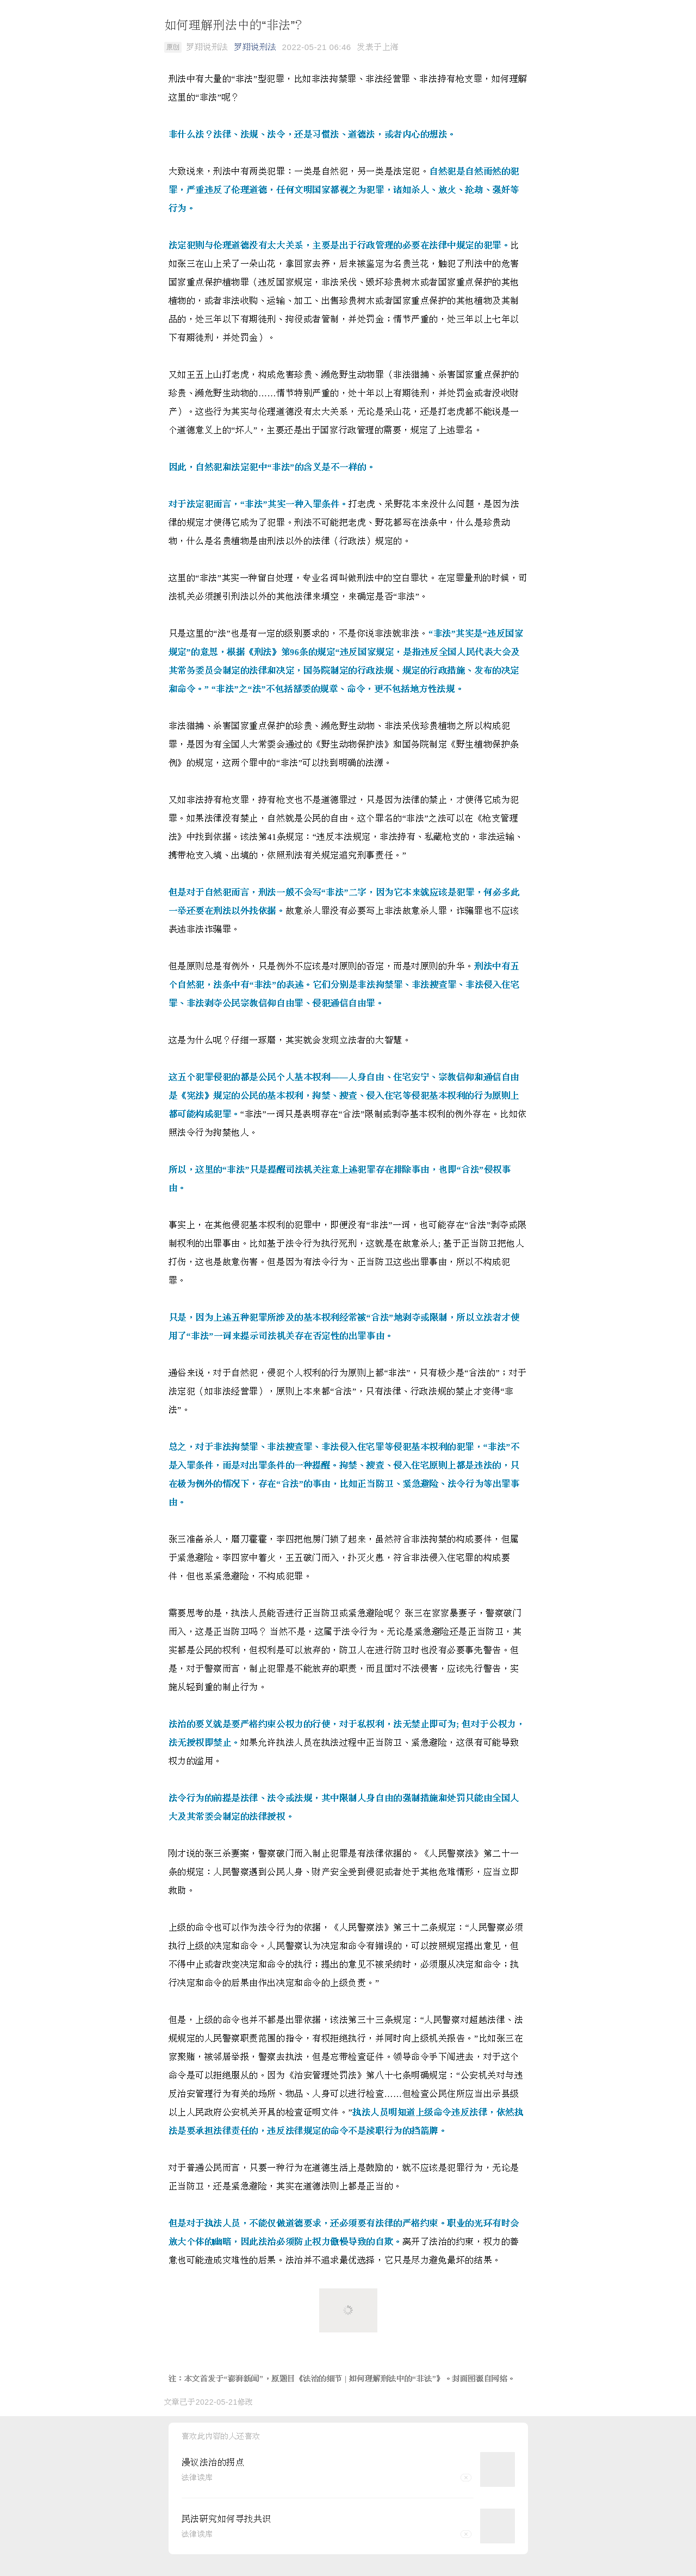 如何理解刑法中的“非法”？
原创 罗翔说刑法 罗翔说刑法 2022-05-21 06:46 发表于上海
刑法中有大量的“非法”型犯罪，比如非法拘禁罪、非法经营罪、非法持有枪支罪，如何理解
这里的“非法”呢？
非什么法？法律、法规、法令，还是习惯法、道德法，或者内心的想法。
大致说来，刑法中有两类犯罪：一类是自然犯，另一类是法定犯。自然犯是自然而然的犯
罪，严重违反了伦理道德，任何文明国家都视之为犯罪，诸如杀人、放火、抢劫、强奸等
行为。
法定犯则与伦理道德没有太大关系，主要是出于行政管理的必要在法律中规定的犯罪。比
如张三在山上采了一朵山花，拿回家去养，后来被鉴定为名贵兰花，触犯了刑法中的危害
国家重点保护植物罪（违反国家规定，非法采伐、毁坏珍贵树木或者国家重点保护的其他
植物的，或者非法收购、运输、加工、出售珍贵树木或者国家重点保护的其他植物及其制
品的，处三年以下有期徒刑、拘役或者管制，并处罚金；情节严重的，处三年以上七年以
下有期徒刑，并处罚金）。
又如王五上山打老虎，构成危害珍贵、濒危野生动物罪（非法猎捕、杀害国家重点保护的
珍贵、濒危野生动物的……情节特别严重的，处十年以上有期徒刑，并处罚金或者没收财
产）。这些行为其实与伦理道德没有太大关系，无论是采山花，还是打老虎都不能说是一
个道德意义上的“坏人”，主要还是出于国家行政管理的需要，规定了上述罪名。
因此，自然犯和法定犯中“非法”的含义是不一样的。
对于法定犯而言，“非法”其实一种入罪条件。打老虎、采野花本来没什么问题，是因为法
律的规定才使得它成为了犯罪。刑法不可能把老虎、野花都写在法条中，什么是珍贵动
物，什么是名贵植物是由刑法以外的法律（行政法）规定的。
这里的“非法”其实一种留白处理，专业名词叫做刑法中的空白罪状。在定罪量刑的时候，司
法机关必须援引刑法以外的其他法律来填空，来确定是否“非法”。
只是这里的“法”也是有一定的级别要求的，不是你说非法就非法。“非法”其实是“违反国家
规定”的意思，根据《刑法》第96条的规定“违反国家规定，是指违反全国人民代表大会及
其常务委员会制定的法律和决定，国务院制定的行政法规、规定的行政措施、发布的决定
和命令。” “非法”之“法”不包括部委的规章、命令，更不包括地方性法规。
非法猎捕、杀害国家重点保护的珍贵、濒危野生动物、非法采伐珍贵植物之所以构成犯
罪，是因为有全国人大常委会通过的《野生动物保护法》和国务院制定《野生植物保护条
例》的规定，这两个罪中的“非法”可以找到明确的法源。
又如非法持有枪支罪，持有枪支也不是道德罪过，只是因为法律的禁止，才使得它成为犯
罪。如果法律没有禁止，自然就是公民的自由。这个罪名的“非法”之法可以在《枪支管理
法》中找到依据。该法第41条规定：“违反本法规定，非法持有、私藏枪支的，非法运输、
携带枪支入境、出境的，依照刑法有关规定追究刑事责任。”
但是对于自然犯而言，刑法一般不会写“非法”二字，因为它本来就应该是犯罪，何必多此
一举还要在刑法以外找依据。故意杀人罪没有必要写上非法故意杀人罪，诈骗罪也不应该
表述非法诈骗罪。
但是原则总是有例外，只是例外不应该是对原则的否定，而是对原则的升华。刑法中有五
个自然犯，法条中有“非法”的表述。它们分别是非法拘禁罪、非法搜查罪、非法侵入住宅
罪、非法剥夺公民宗教信仰自由罪、侵犯通信自由罪。
这是为什么呢？仔细一琢磨，其实就会发现立法者的大智慧。
这五个犯罪侵犯的都是公民个人基本权利——人身自由、住宅安宁、宗教信仰和通信自由
是《宪法》规定的公民的基本权利，拘禁、搜查、侵入住宅等侵犯基本权利的行为原则上
都可能构成犯罪。“非法”一词只是表明存在“合法”限制或剥夺基本权利的例外存在。比如依
照法令行为拘禁他人。
所以，这里的“非法”只是提醒司法机关注意上述犯罪存在排除事由，也即“合法”侵权事
由。
事实上，在其他侵犯基本权利的犯罪中，即便没有“非法”一词，也可能存在“合法”剥夺或限
制权利的出罪事由。比如基于法令行为执行死刑，这就是在故意杀人; 基于正当防卫把他人
打伤，这也是故意伤害。但是因为有法令行为、正当防卫这些出罪事由，所以不构成犯
罪。
只是，因为上述五种犯罪所涉及的基本权利经常被“合法”地剥夺或限制，所以立法者才使
用了“非法”一词来提示司法机关存在否定性的出罪事由。
通俗来说，对于自然犯，侵犯个人权利的行为原则上都“非法”，只有极少是“合法的”；对于
法定犯（如非法经营罪），原则上本来都“合法”，只有法律、行政法规的禁止才变得“非
法”。
总之，对于非法拘禁罪、非法搜查罪、非法侵入住宅罪等侵犯基本权利的犯罪，“非法”不
是入罪条件，而是对出罪条件的一种提醒。拘禁、搜查、侵入住宅原则上都是违法的，只
在极为例外的情况下，存在“合法”的事由，比如正当防卫、紧急避险、法令行为等出罪事
由。
张三准备杀人，磨刀霍霍，李四把他房门锁了起来，虽然符合非法拘禁的构成要件，但属
于紧急避险。李四家中着火，王五破门而入，扑灭火患，符合非法侵入住宅罪的构成要
件，但也系紧急避险，不构成犯罪。
需要思考的是，执法人员能否进行正当防卫或紧急避险呢？ 张三在家家暴妻子，警察破门
而入，这是正当防卫吗？ 当然不是，这属于法令行为。无论是紧急避险还是正当防卫，其
实都是公民的权利，但权利是可以放弃的，防卫人在进行防卫时也没有必要事先警告。但
是，对于警察而言，制止犯罪是不能放弃的职责，而且面对不法侵害，应该先行警告，实
施从轻到重的制止行为。
法治的要义就是要严格约束公权力的行使，对于私权利，法无禁止即可为; 但对于公权力，
法无授权即禁止。如果允许执法人员在执法过程中正当防卫、紧急避险，这很有可能导致
权力的滥用。
法令行为的前提是法律、法令或法规，其中限制人身自由的强制措施和处罚只能由全国人
大及其常委会制定的法律授权。
刚才说的张三杀妻案，警察破门而入制止犯罪是有法律依据的。《人民警察法》第二十一
条的规定：人民警察遇到公民人身、财产安全受到侵犯或者处于其他危难情形，应当立即
救助。
上级的命令也可以作为法令行为的依据，《人民警察法》第三十二条规定：“人民警察必须
执行上级的决定和命令。人民警察认为决定和命令有错误的，可以按照规定提出意见，但
不得中止或者改变决定和命令的执行；提出的意见不被采纳时，必须服从决定和命令；执
行决定和命令的后果由作出决定和命令的上级负责。”
但是，上级的命令也并不都是出罪依据，该法第三十三条规定：“人民警察对超越法律、法
规规定的人民警察职责范围的指令，有权拒绝执行，并同时向上级机关报告。”比如张三在
家聚赌，被邻居举报，警察去执法，但是忘带检查证件。领导命令手下闯进去，对于这个
命令是可以拒绝服从的。因为《治安管理处罚法》第八十七条明确规定：“公安机关对与违
反治安管理行为有关的场所、物品、人身可以进行检查……但检查公民住所应当出示县级
以上人民政府公安机关开具的检查证明文件。”执法人员明知道上级命令违反法律，依然执
法是要承担法律责任的，违反法律规定的命令不是渎职行为的挡箭牌。
对于普通公民而言，只要一种行为在道德生活上是鼓励的，就不应该是犯罪行为，无论是
正当防卫，还是紧急避险，其实在道德法则上都是正当的。
但是对于执法人员，不能仅做道德要求，还必须要有法律的严格约束。职业的光环有时会
放大个体的幽暗，因此法治必须防止权力傲慢导致的自欺。离开了法治的约束，权力的善
意也可能造成灾难性的后果。法治并不追求最优选择，它只是尽力避免最坏的结果。
注：本文首发于“澎湃新闻”，原题目《法治的细节 | 如何理解刑法中的“非法”》。封面图源自网络。
文章已于2022-05-21修改
喜欢此内容的人还喜欢
漫议法治的拐点
法律读库
民法研究如何寻找共识
法律读库